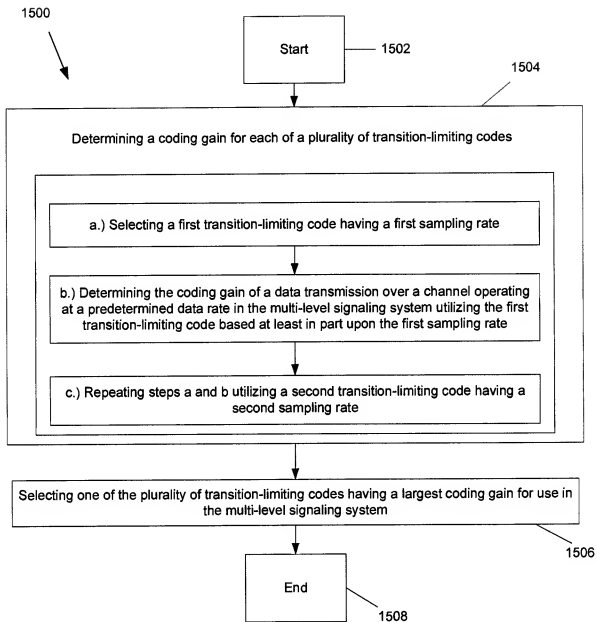 1500
Start
1502
1504
Determining a coding gain for each of a plurality of transition-limiting codes
a.) Selecting a first transition-limiting code having a first sampling rate
b.) Determining the coding gain of a data transmission over a channel operating
at a predetermined data rate in the multi-level signaling system utilizing the
first transition-limiting code based at least in part upon the first sampling rate
c.) Repeating steps a and b utilizing a second transition-limiting code having a
second sampling rate
Selecting one of the plurality of transition-limiting codes having a largest coding gain for use in
the multi-level signaling system
1506
End
1508